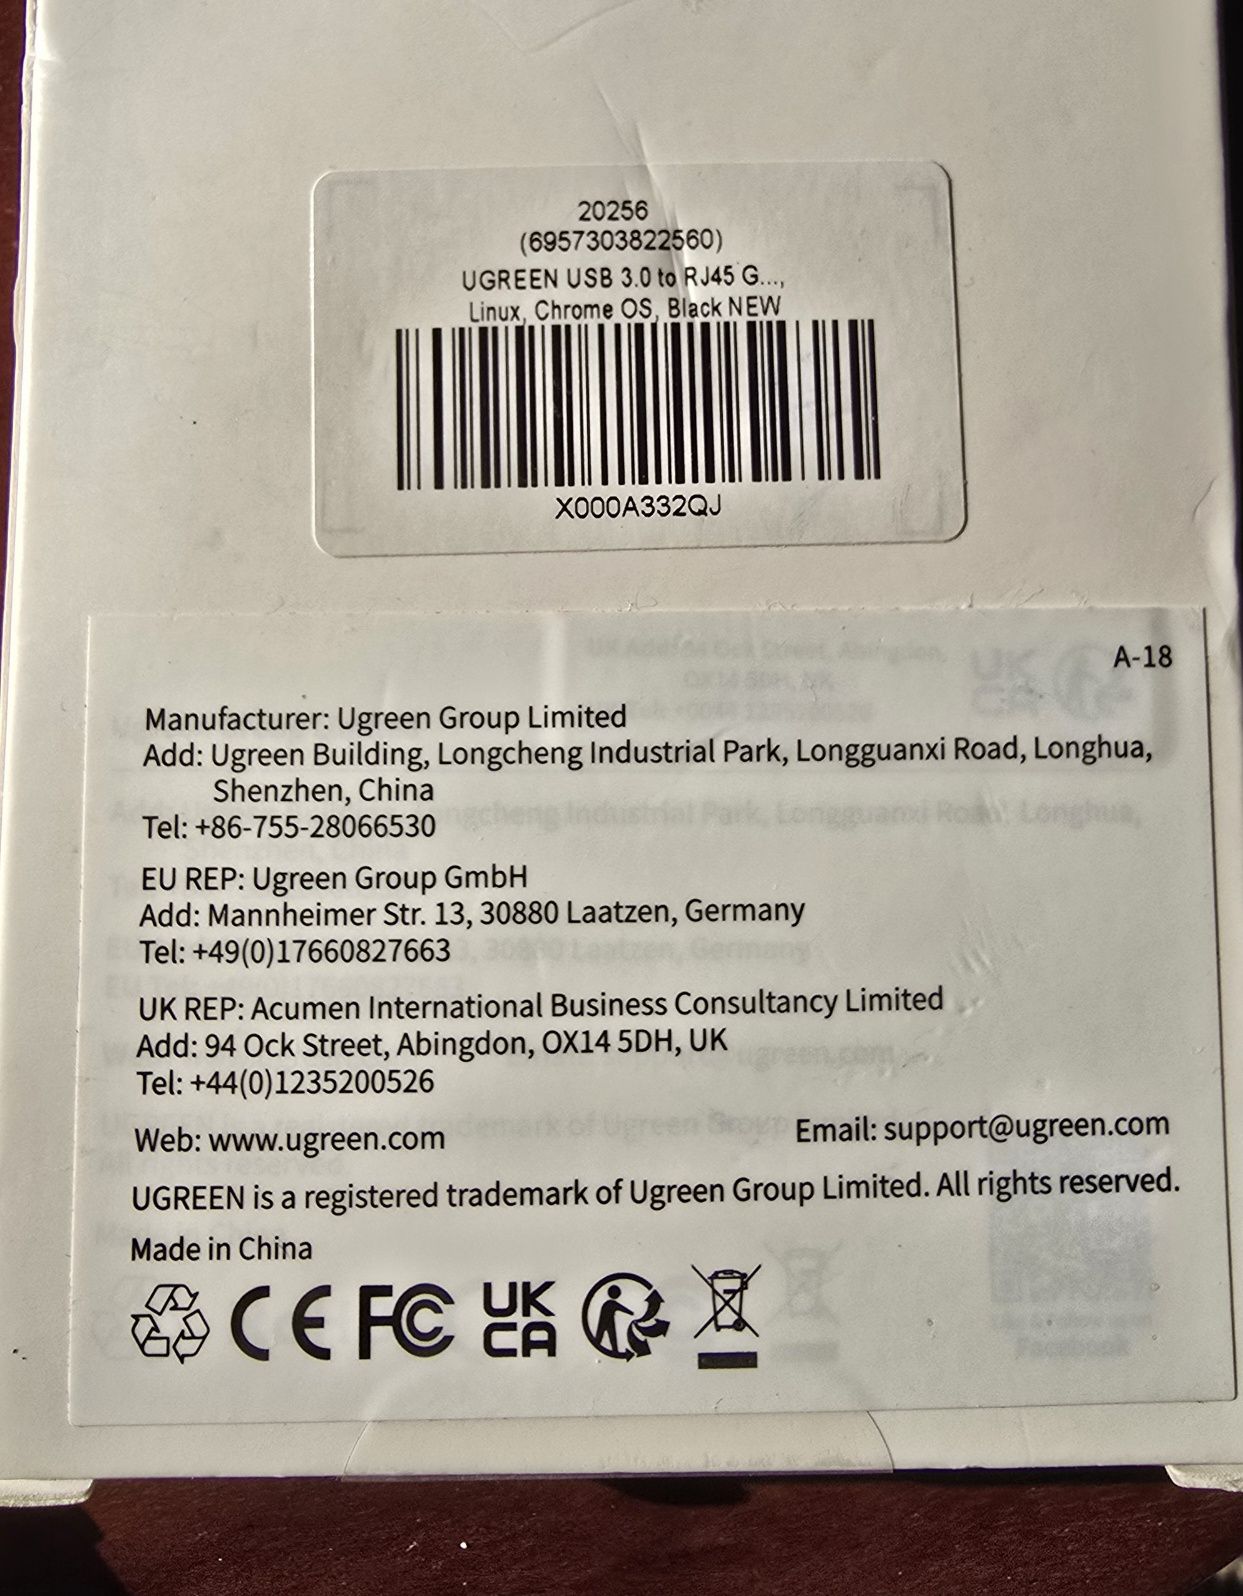 20256
(6957303822560)
UGREEN USB 3.0 to RJ45 G...,
Linux, Chrome OS, Black NEW
X000A332QJ
A-18
Manufacturer: Ugreen Group Limited
Add: Ugreen Building, Longcheng Industrial Park, Longguanxi Road, Longhua,
Shenzhen, China
Tel: +86-755-28066530
EU REP: Ugreen Group GmbH
Add: Mannheimer Str. 13, 30880 Laatzen, Germany
Tel: +49(0)17660827663
UK REP: Acumen International Business Consultancy Limited
Add: 94 Ock Street, Abingdon, OX14 5DH, UK
Tel: +44(0)1235200526
Web: www.ugreen.com
Email: support@ugreen.com
UGREEN is a registered trademark of Ugreen Group Limited. All rights reserved.
Made in China
CE FC UK
CA